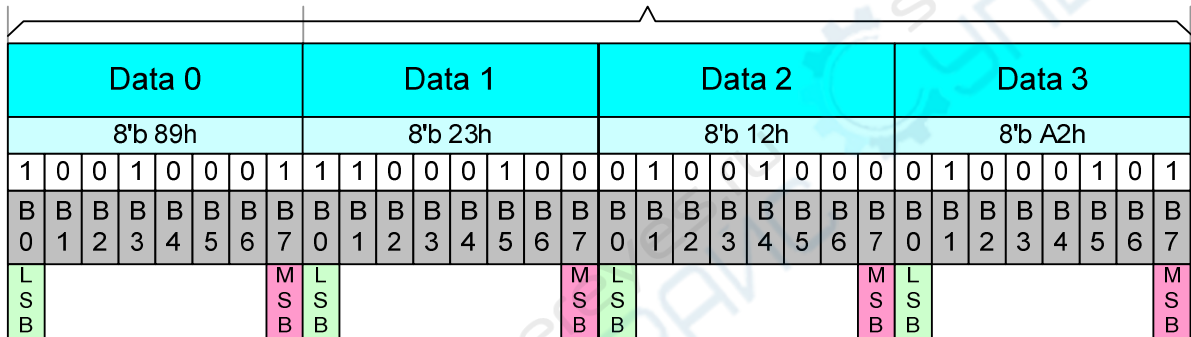 Data 0 Data 1 Data 2 Data 3
8'b 89h 8'b 23h 8'b 12h 8'b A2h
1 0 0 1 0 0 0 1 1 1 0 0 0 1 0 0 0 1 0 0 1 0 0 0 0 1 0 0 0 1 0 1
B0 B1 B2 B3 B4 B5 B6 B7 B0 B1 B2 B3 B4 B5 B6 B7 B0 B1 B2 B3 B4 B5 B6 B7 B0 B1 B2 B3 B4 B5 B6 B7
LSB MSB LSB MSB LSB MSB LSB MSB